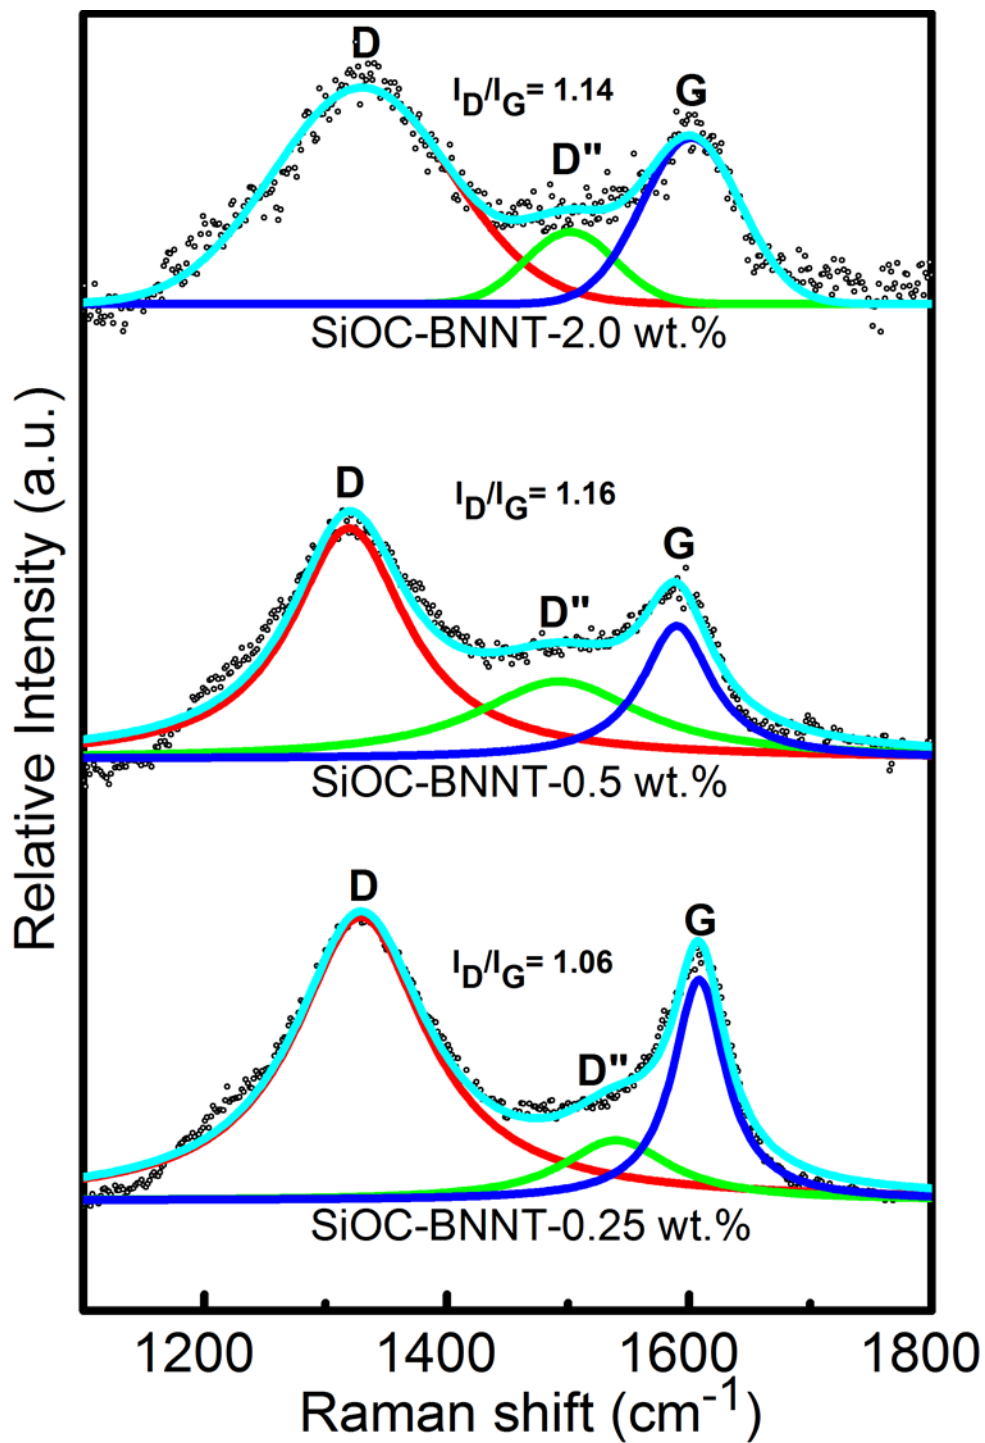 D
I_D/I_G= 1.14
G
D"
SiOC-BNNT-2.0 wt.%
D
I_D/I_G= 1.16
G
D"
SiOC-BNNT-0.5 wt.%
D
G
I_D/I_G= 1.06
D"
SiOC-BNNT-0.25 wt.%
Relative Intensity (a.u.)
1200 1400 1600 1800
Raman shift (cm⁻¹)